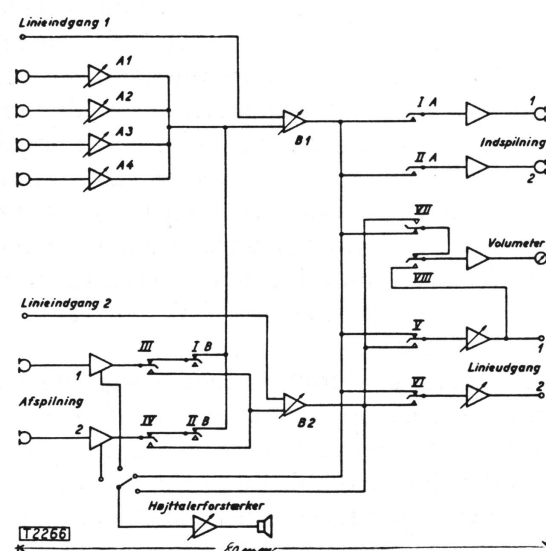 Linieindgang 1
A1
A2
A3
A4
B1
I A
1
Indspilning
II A
2
VII
Volumeter
VIII
Linieindgang 2
III
I B
V
1
1
Linieudgang
Afspilning
VI
2
2
IV
II B
B2
Højttalerforstærker
T2266